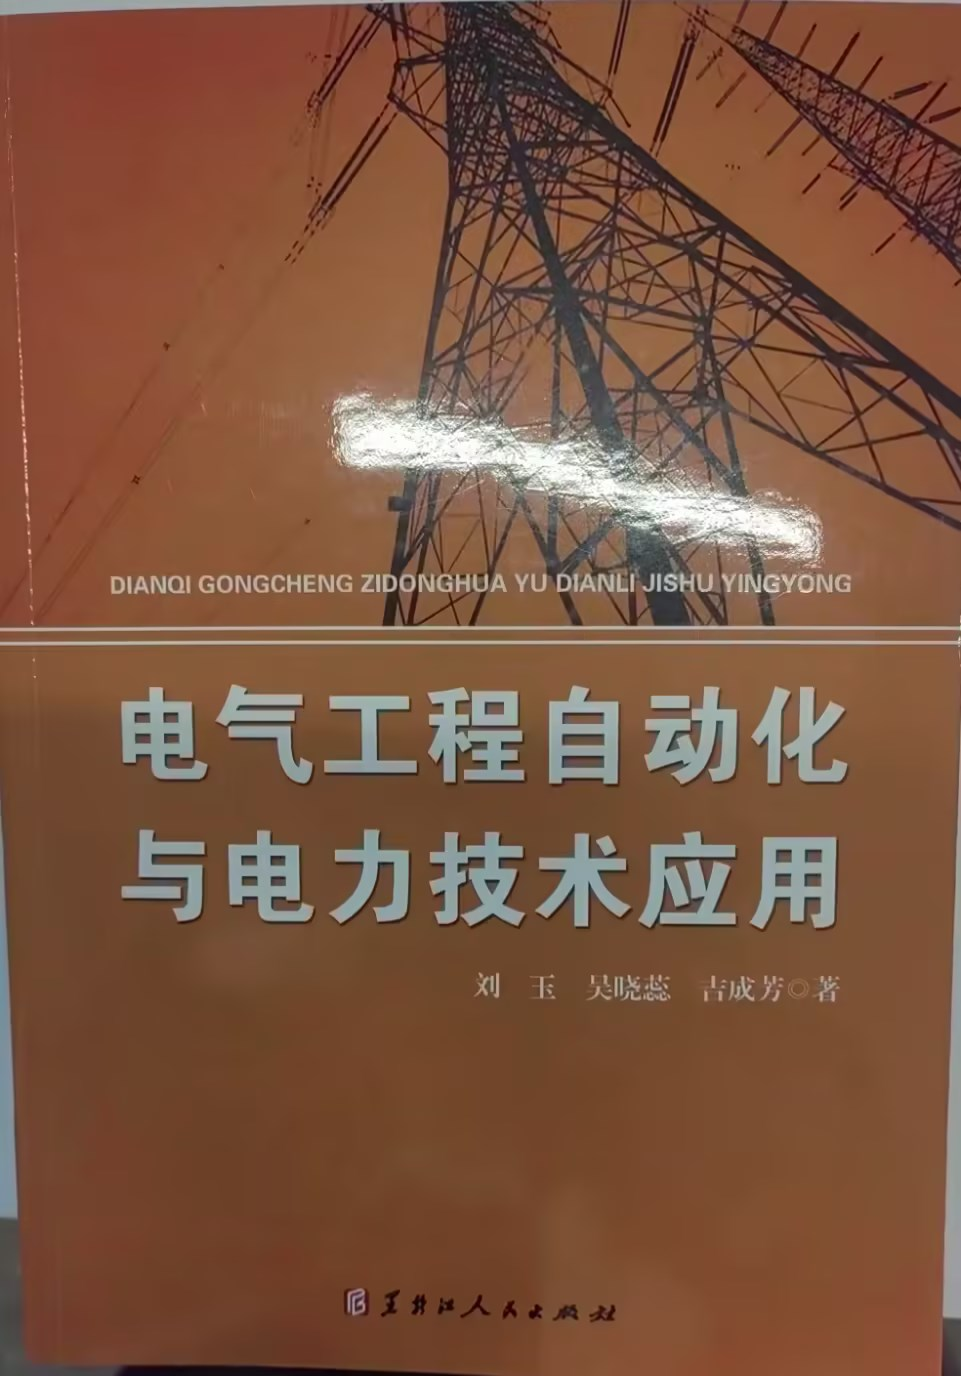 DIANQI GONGCHENG ZIDONGHUA YU DIANLI JISHU YINGYONG
电气工程自动化
与电力技术应用
刘 玉 吴晓蕊 吉成芳◎著
黑龙江人民出版社